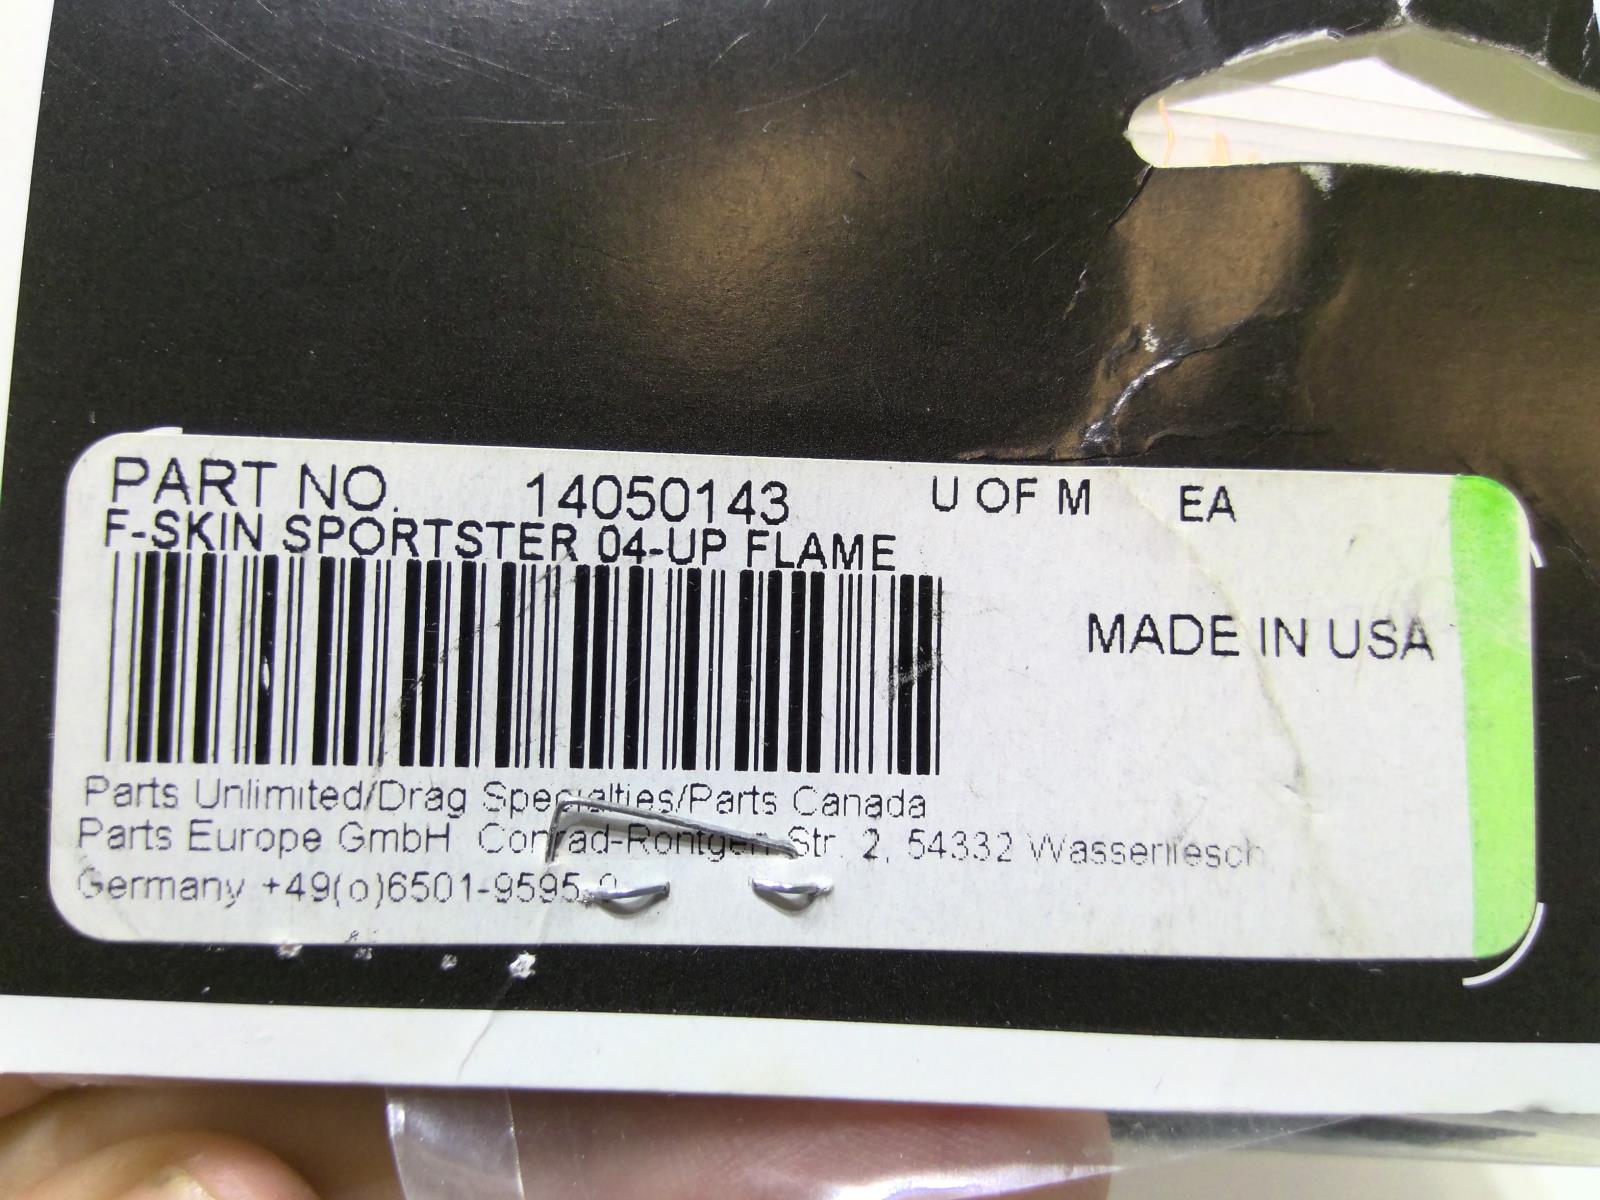 PART NO. 14050143 U OF M EA
F-SKIN SPORTSTER 04-UP FLAME
MADE IN USA
Parts Unlimited/Drag Specialties/Parts Canada
Parts Europe GmbH Conrad-Rontgen Str. 2, 54332 Wasserliesch
Germany +49(o)6501-9595-0